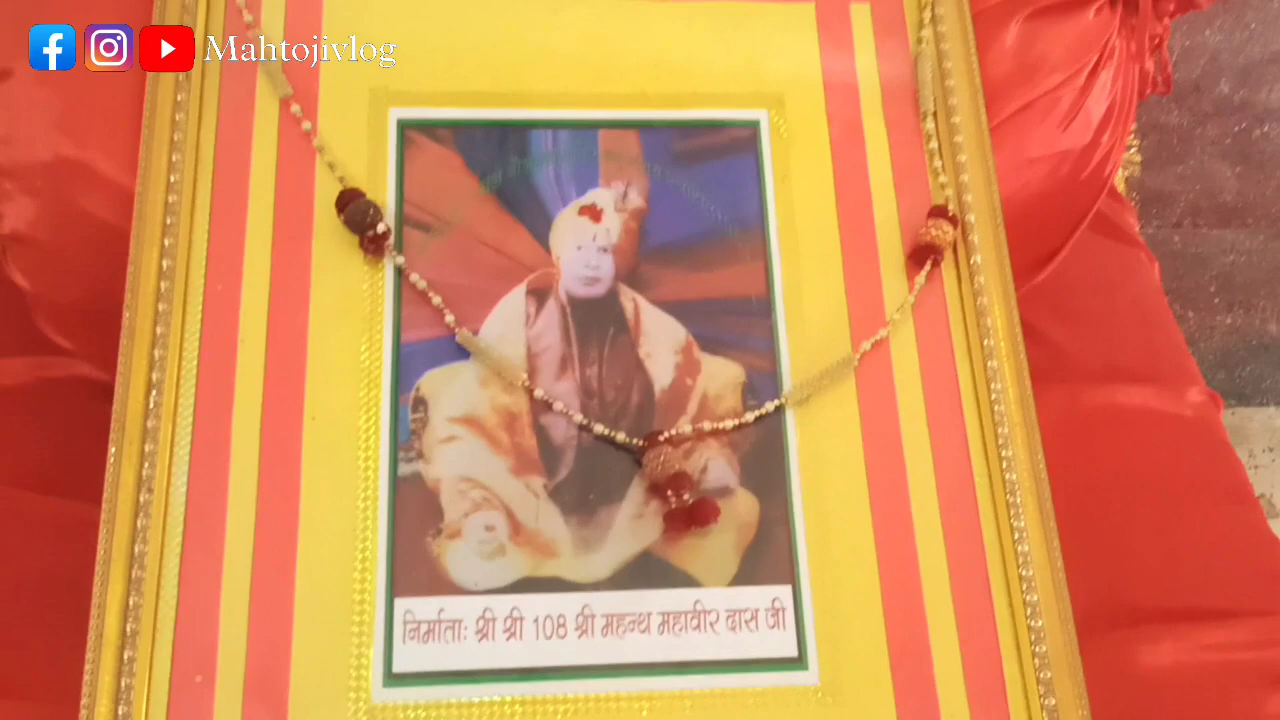 Mahtojivlog
निर्माताः श्री श्री 108 श्री महन्थ महावीर दास जी